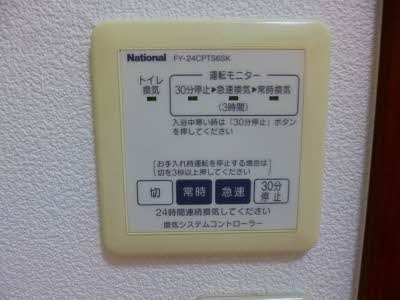 National FY-24CPTS6SK
トイレ
換気
運転モニター
30分停止▶急速換気▶常時換気
(3時間)
入浴中寒い時は「30分停止」ボタン
を押してください
お手入れ時運転を停止する場合は
切を3秒以上押してください
切 常時 急速 30分
停止
24時間連続換気してください
換気システムコントローラー